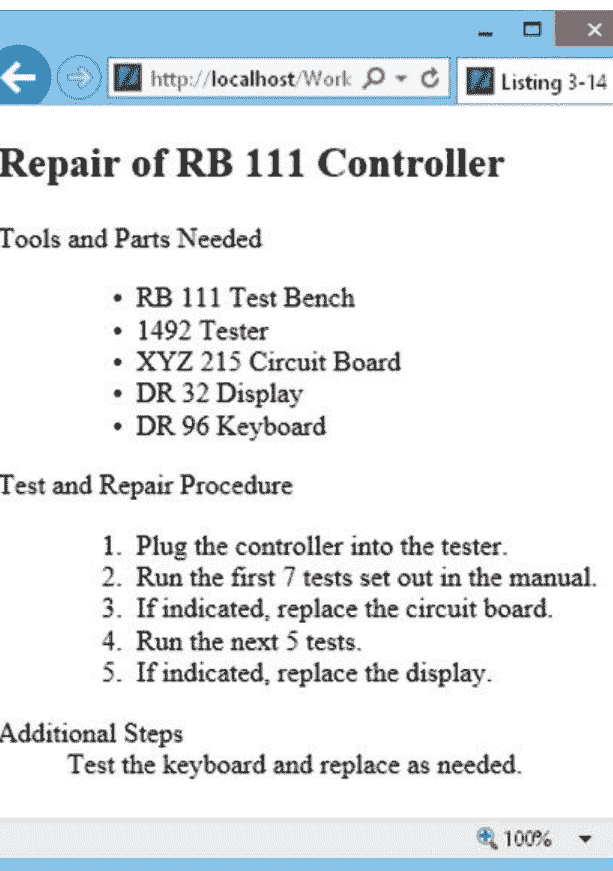 http://localhost/Work
Listing 3-14
Repair of RB 111 Controller
Tools and Parts Needed
• RB 111 Test Bench
• 1492 Tester
• XYZ 215 Circuit Board
• DR 32 Display
• DR 96 Keyboard
Test and Repair Procedure
1. Plug the controller into the tester.
2. Run the first 7 tests set out in the manual.
3. If indicated, replace the circuit board.
4. Run the next 5 tests.
5. If indicated, replace the display.
Additional Steps
Test the keyboard and replace as needed.
100%